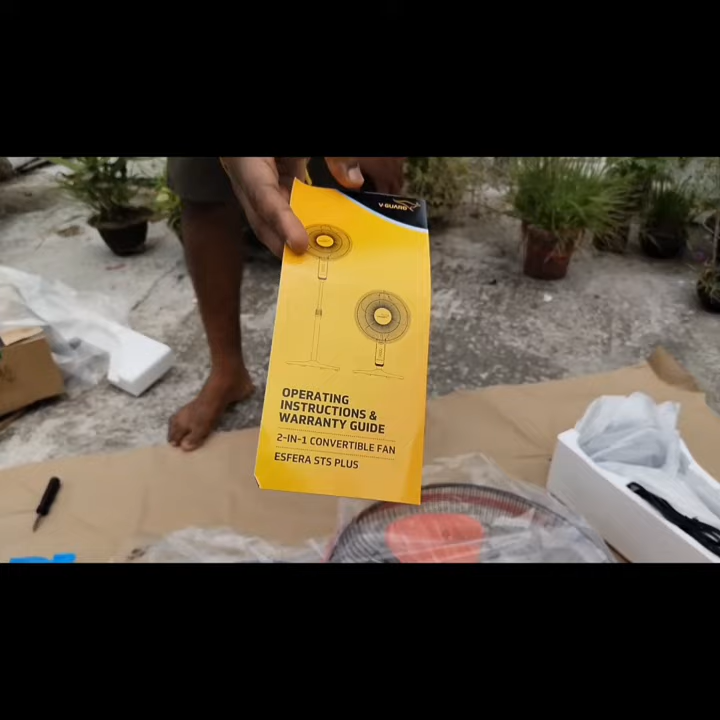 V-GUARD
OPERATING
INSTRUCTIONS &
WARRANTY GUIDE
2-IN-1 CONVERTIBLE FAN
ESFERA STS PLUS